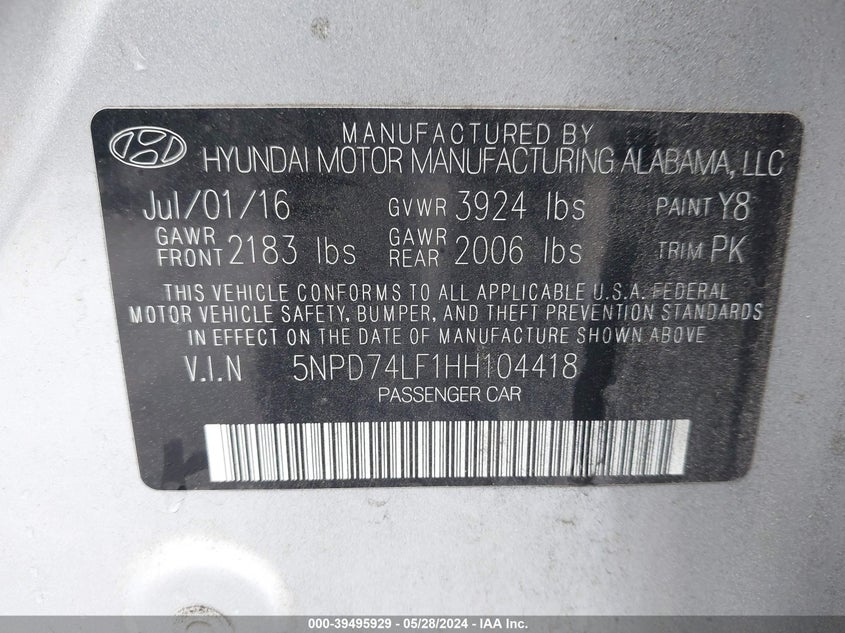 MANUFACTURED BY
HYUNDAI MOTOR MANUFACTURING ALABAMA, LLC
Jul/01/16 GVWR 3924 lbs PAINT Y8
GAWR FRONT 2183 lbs GAWR REAR 2006 lbs TRIM PK
THIS VEHICLE CONFORMS TO ALL APPLICABLE U.S.A. FEDERAL
MOTOR VEHICLE SAFETY, BUMPER, AND THEFT PREVENTION STANDARDS
IN EFFECT ON THE DATE OF MANUFACTURE SHOWN ABOVE
V.I.N 5NPD74LF1HH104418
PASSENGER CAR
000-39495929 - 05/28/2024 - IAA Inc.